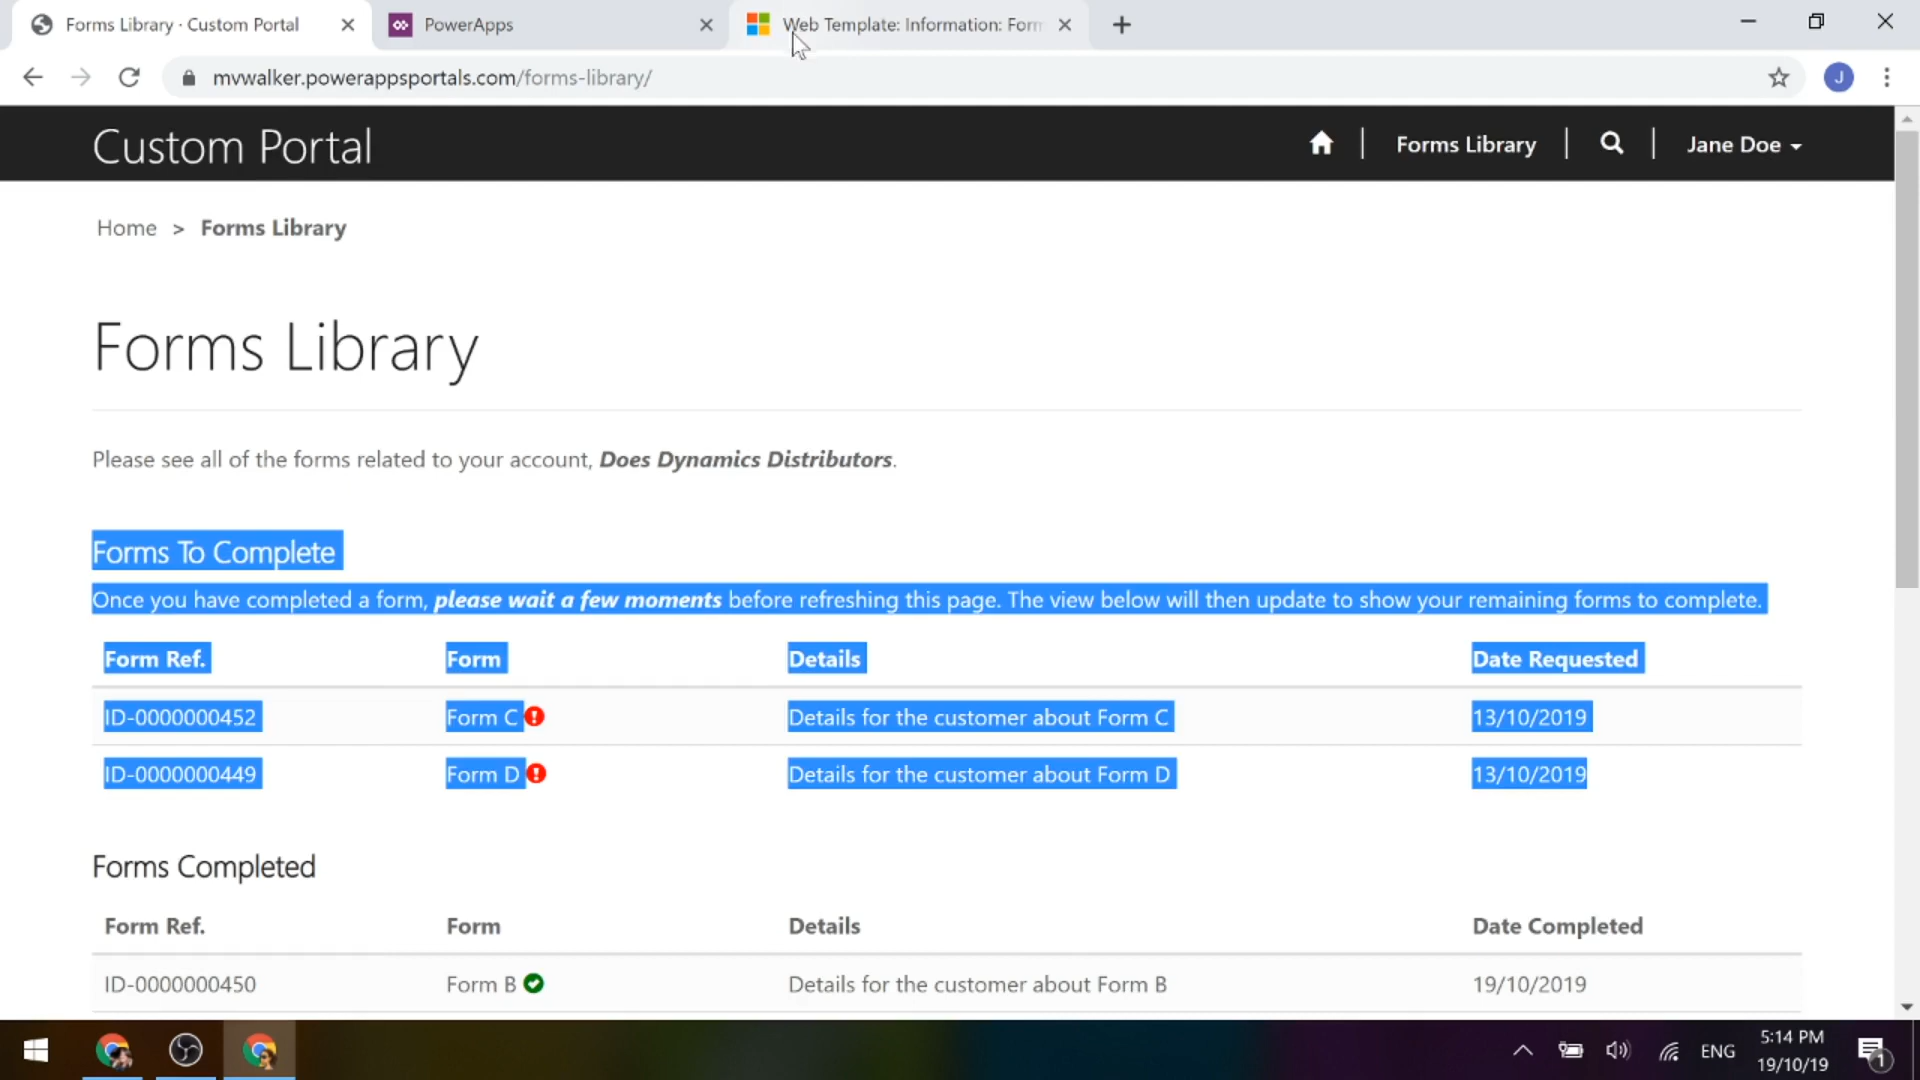 Forms Library · Custom Portal
PowerApps
Web Template: Information: Form
mvwalker.powerappsportals.com/forms-library/
J
Custom Portal
Forms Library
Jane Doe
Home > Forms Library
Forms Library
Please see all of the forms related to your account, Does Dynamics Distributors.
Forms To Complete
Once you have completed a form, please wait a few moments before refreshing this page. The view below will then update to show your remaining forms to complete.
Form Ref. Form Details Date Requested
ID-0000000452 Form C Details for the customer about Form C 13/10/2019
ID-0000000449 Form D Details for the customer about Form D 13/10/2019
Forms Completed
Form Ref. Form Details Date Completed
ID-0000000450 Form B Details for the customer about Form B 19/10/2019
ENG
5:14 PM
19/10/19
1